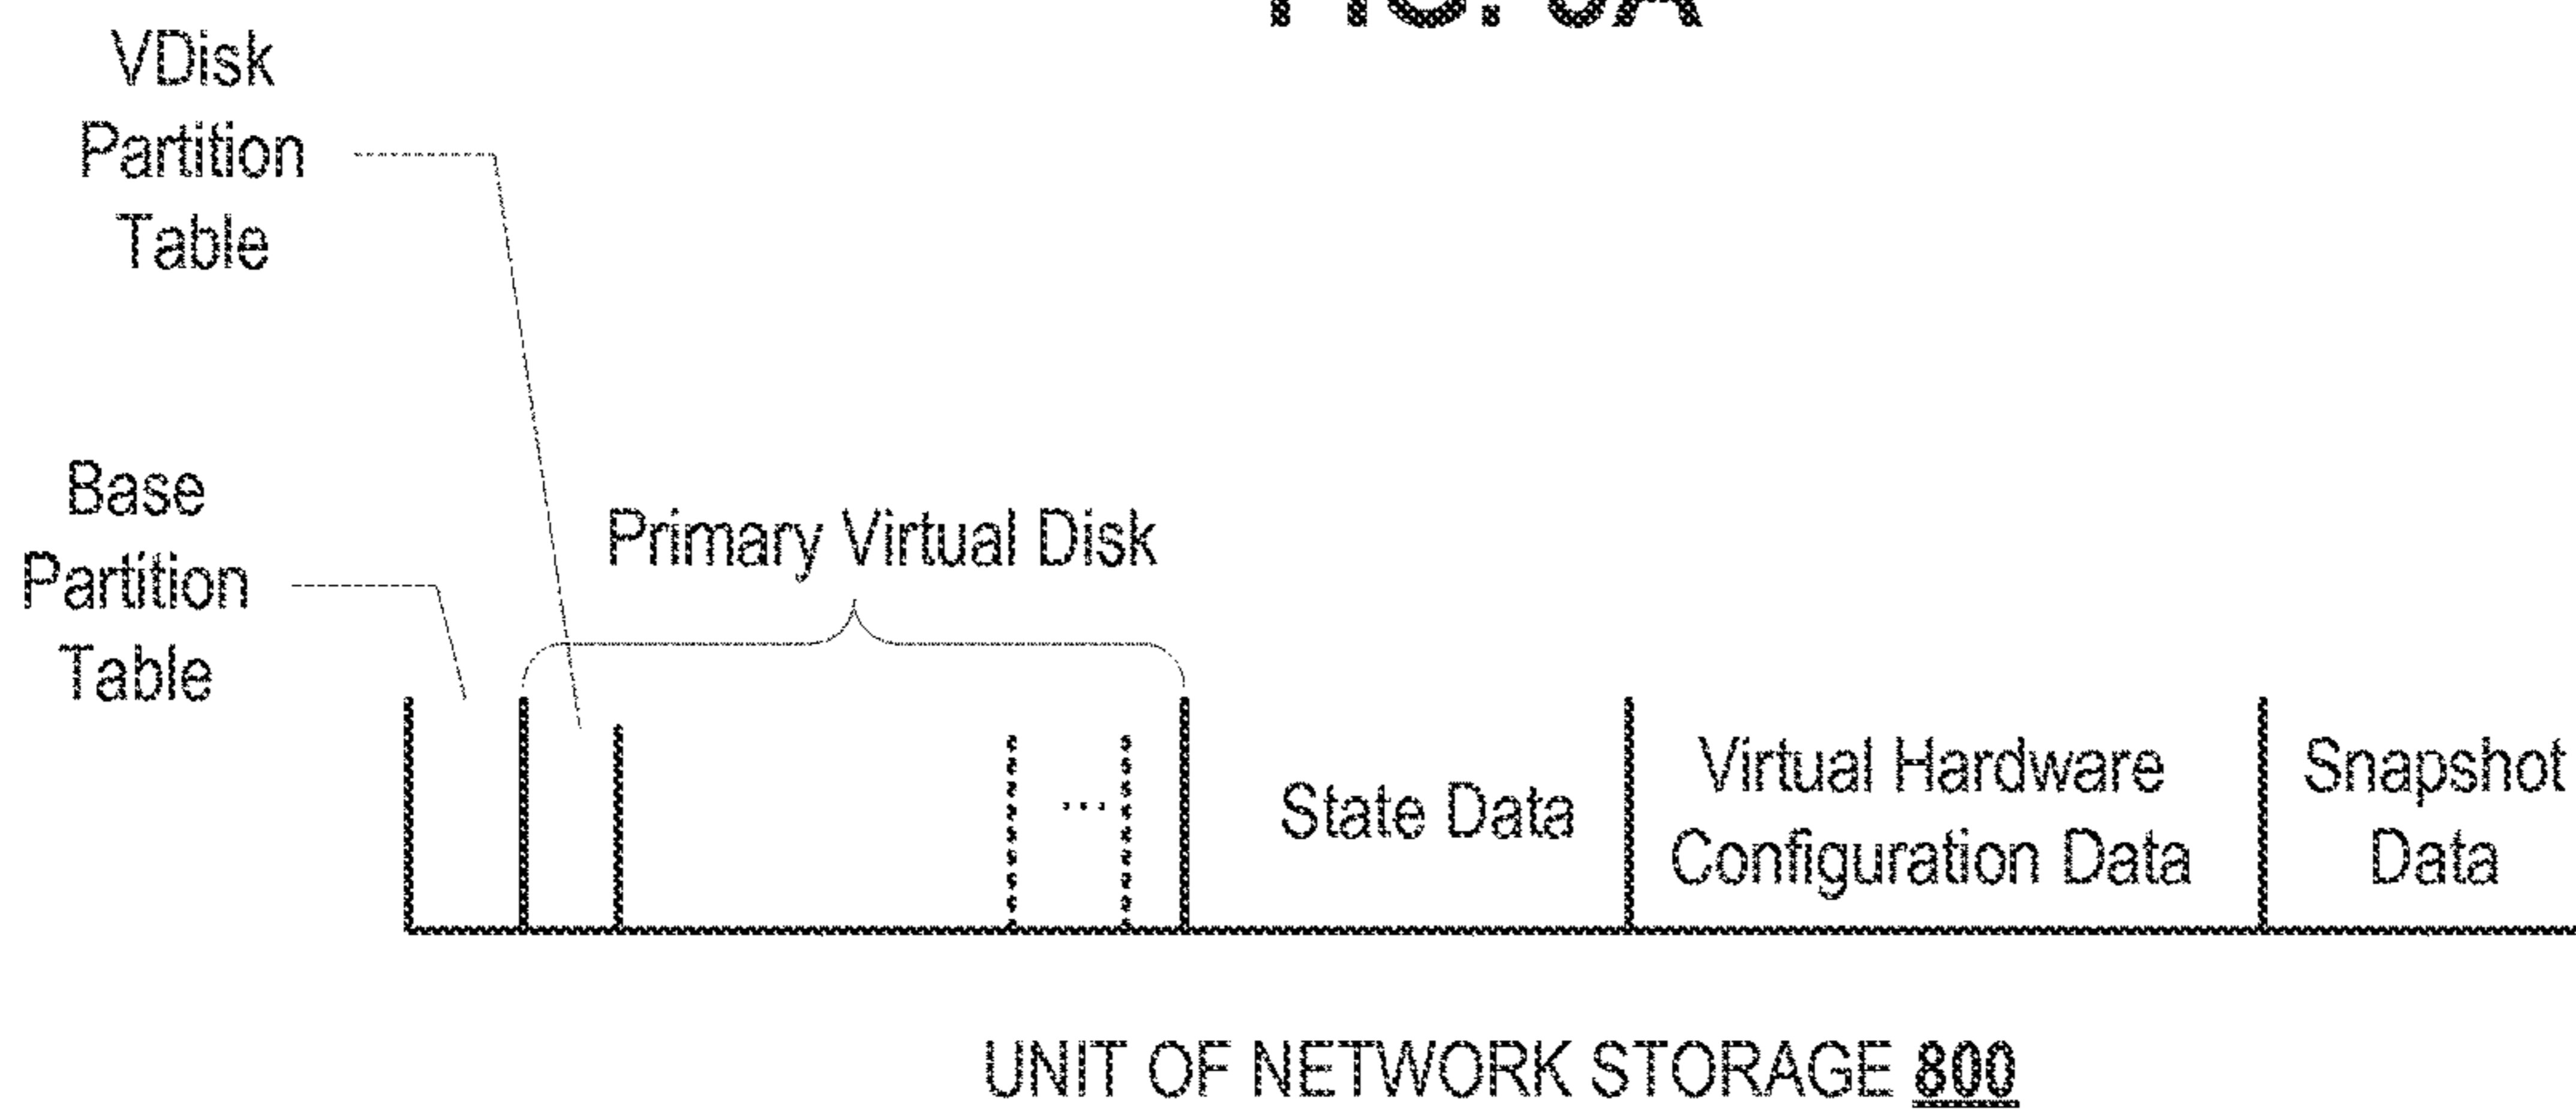 VDisk
Partition
Table
Base
Partition
Table
Primary Virtual Disk
...
State Data
Virtual Hardware
Configuration Data
Snapshot
Data
UNIT OF NETWORK STORAGE 800